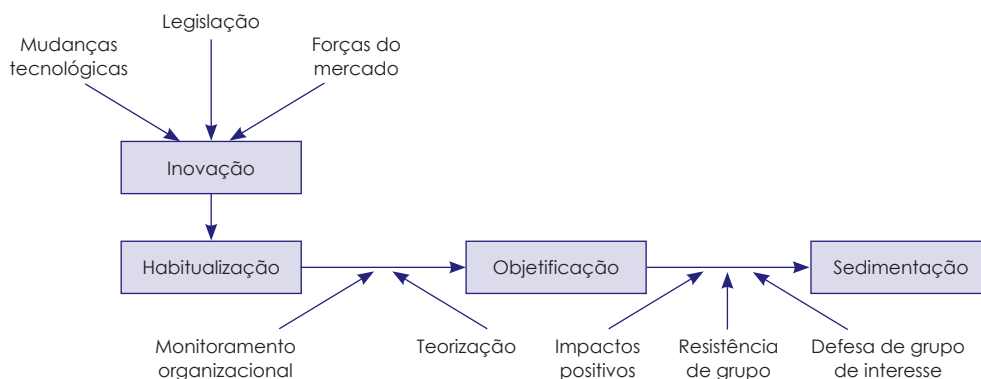 Legislação
Mudanças
tecnológicas
Forças do
mercado
Inovação
Habitualização
Objetificação
Sedimentação
Monitoramento
organizacional
Teorização
Impactos
positivos
Resistência
de grupo
Defesa de grupo
de interesse